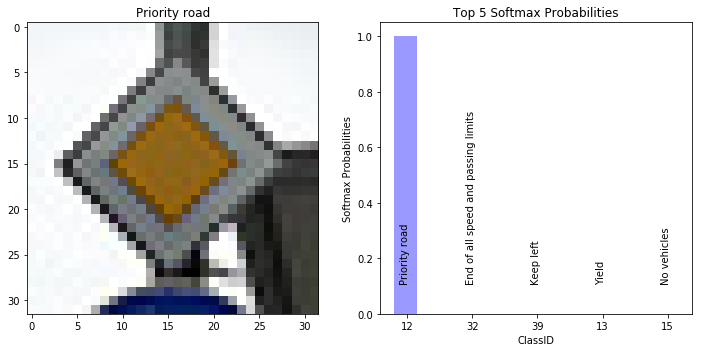 Priority road
0
5
10
15
20
25
30
0 5 10 15 20 25 30
Top 5 Softmax Probabilities
Softmax Probabilities
1.0
0.8
0.6
0.4
0.2
0.0
Priority road
End of all speed and passing limits
Keep left
Yield
No vehicles
12 32 39 13 15
ClassID